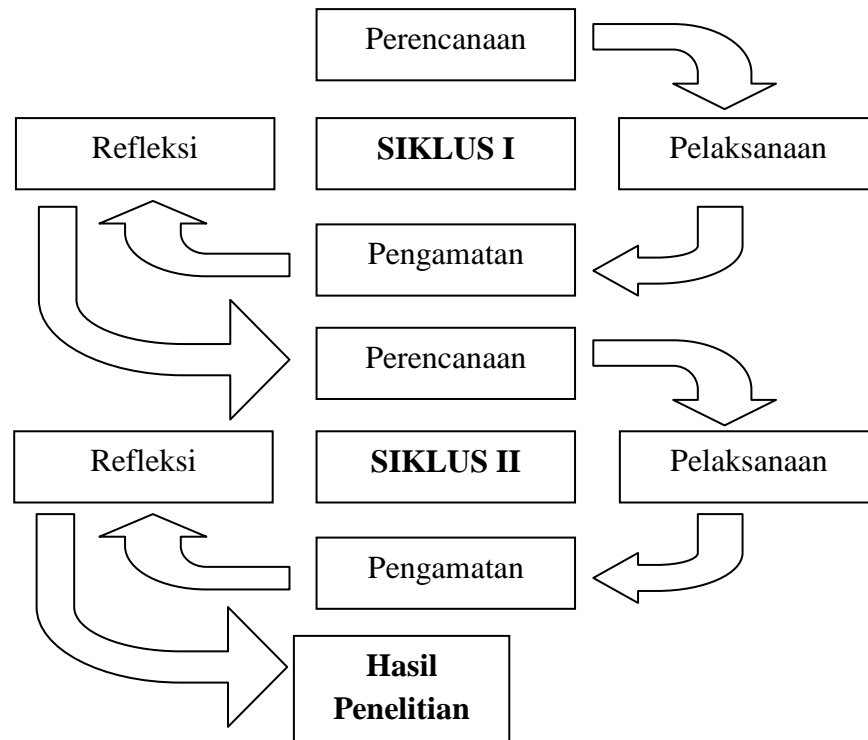 Perencanaan
Refleksi
SIKLUS I
Pelaksanaan
Pengamatan
Perencanaan
Refleksi
SIKLUS II
Pelaksanaan
Pengamatan
Hasil
Penelitian